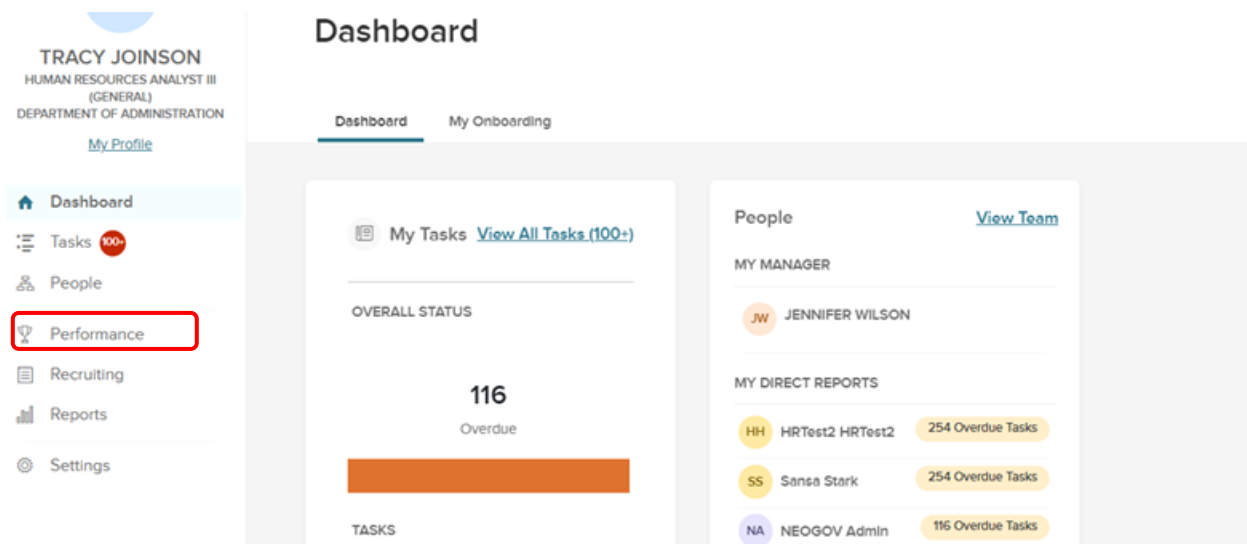 TRACY JOINSON
HUMAN RESOURCES ANALYST III
(GENERAL)
DEPARTMENT OF ADMINISTRATION
My Profile
Dashboard
Tasks 100+
People
Performance
Recruiting
Reports
Settings
Dashboard
Dashboard My Onboarding
My Tasks View All Tasks (100+)
OVERALL STATUS
116
Overdue
TASKS
People View Team
MY MANAGER
JW JENNIFER WILSON
MY DIRECT REPORTS
HH HRTest2 HRTest2 254 Overdue Tasks
SS Sansa Stark 254 Overdue Tasks
NA NEOGOV Admin 116 Overdue Tasks